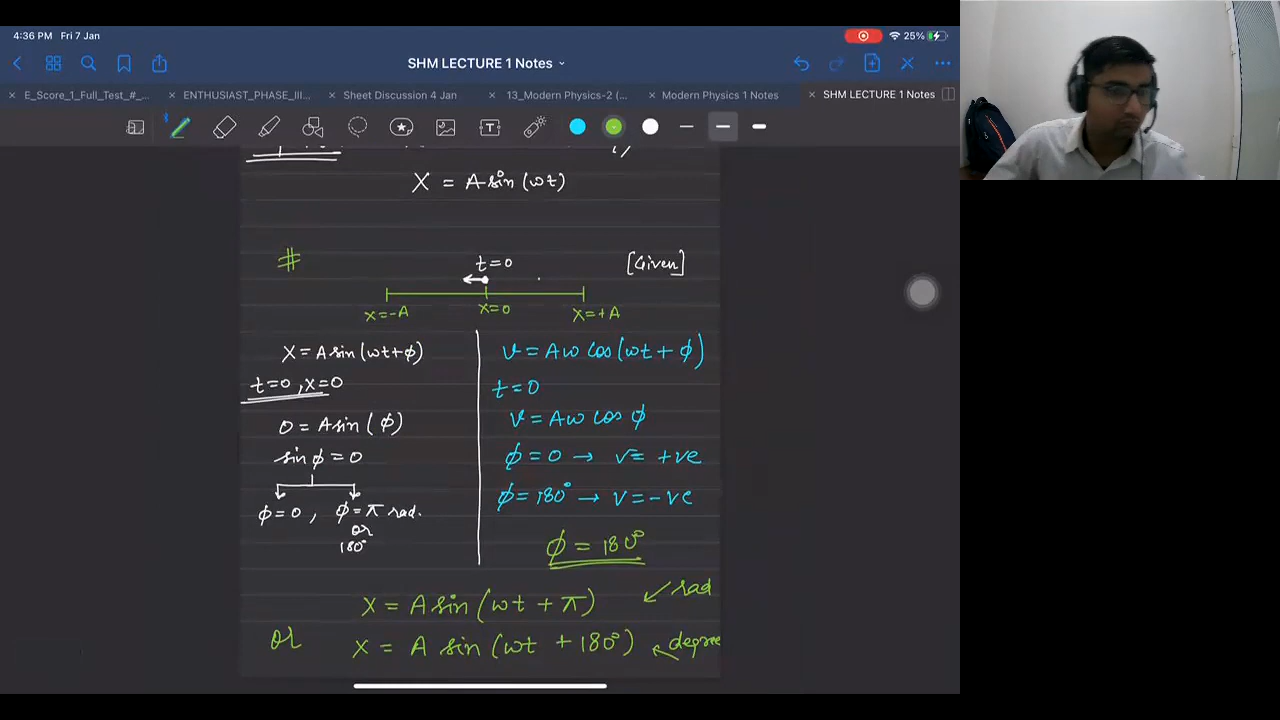 4:36 PM Fri 7 Jan
25%
SHM LECTURE 1 Notes
E_Score_1_Full_Test_#_...
ENTHUSIAST_PHASE_III...
Sheet Discussion 4 Jan
13_Modern Physics-2 (...
Modern Physics 1 Notes
SHM LECTURE 1 Notes
X = A sin (ωt)
#
t=0
[Given]
x=-A
x=0
x=+A
X = A sin (ωt+ϕ)
t=0, x=0
0 = A sin (ϕ)
sin ϕ = 0
ϕ=0, ϕ=π rad.
or
180°
v = Aω cos (ωt + ϕ)
t=0
v = Aω cos ϕ
ϕ = 0 → v= +ve
ϕ = 180° → v = -ve
ϕ = 180°
X = A sin (ωt + π) ↙ rad
or X = A sin (ωt + 180°) ↖ degree